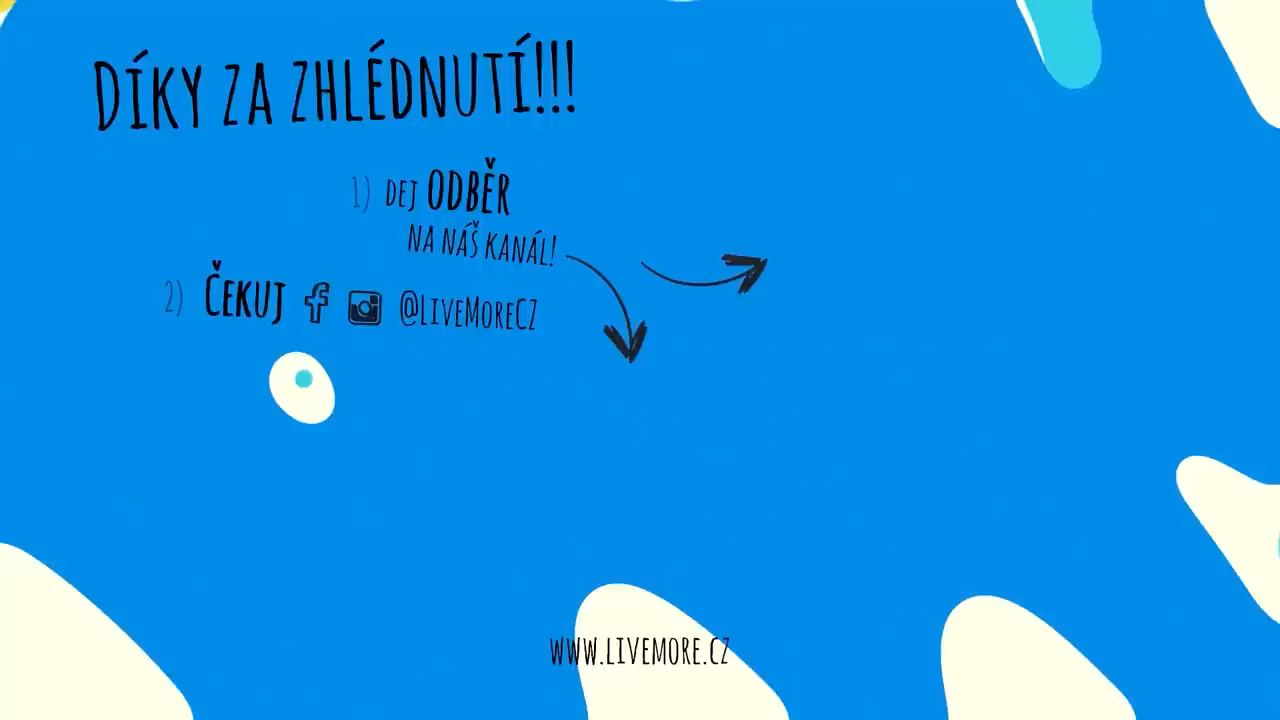 Díky za zhlédnutí!!!
1) dej ODBĚR
na náš kanál!
2) Čekuj @LiveMoreCZ
www.livemore.cz